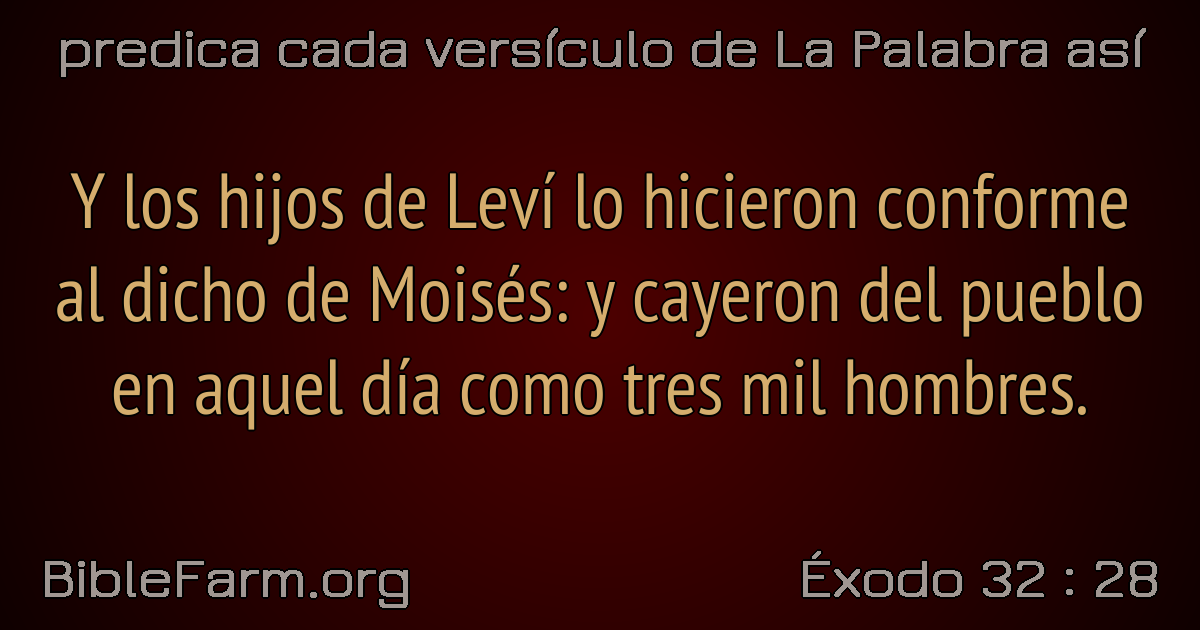 predica cada versículo de La Palabra así
Y los hijos de Leví lo hicieron conforme
al dicho de Moisés: y cayeron del pueblo
en aquel día como tres mil hombres.
BibleFarm.org
Éxodo 32 : 28